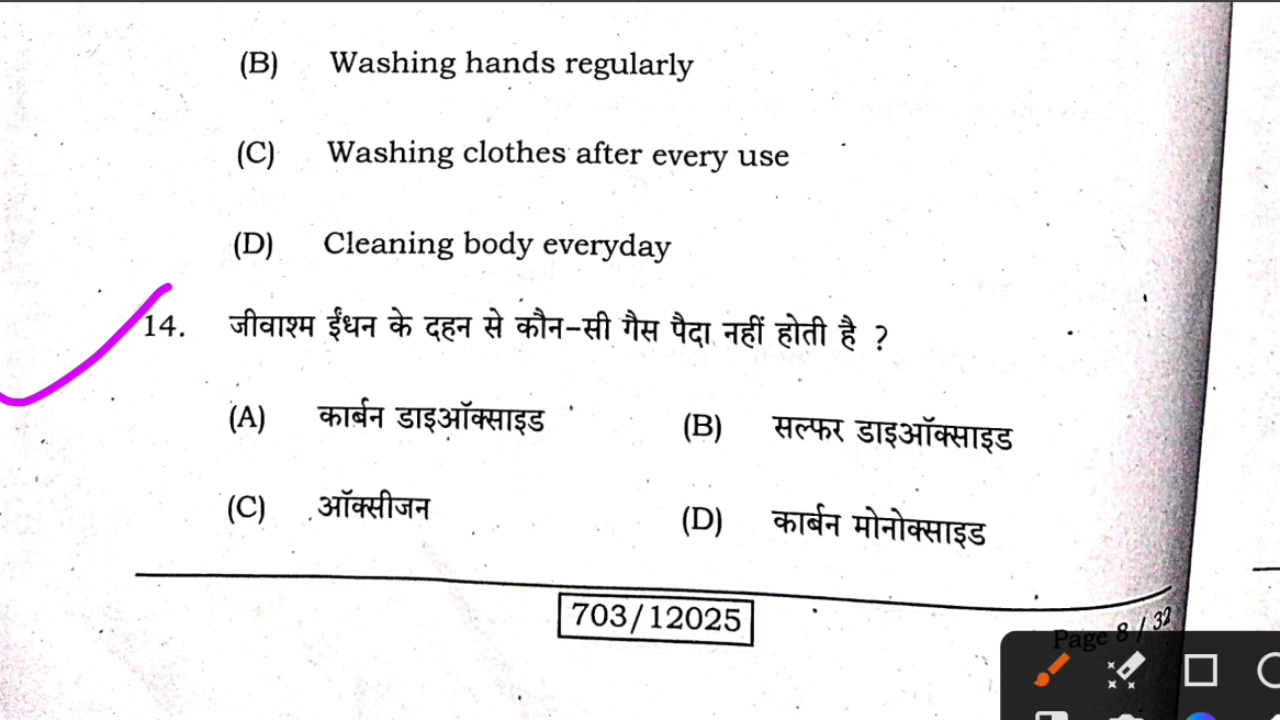 (B) Washing hands regularly
(C) Washing clothes after every use
(D) Cleaning body everyday
14. जीवाश्म ईंधन के दहन से कौन-सी गैस पैदा नहीं होती है ?
(A) कार्बन डाइऑक्साइड (B) सल्फर डाइऑक्साइड
(C) ऑक्सीजन (D) कार्बन मोनोक्साइड
703/12025
Page 8 / 32